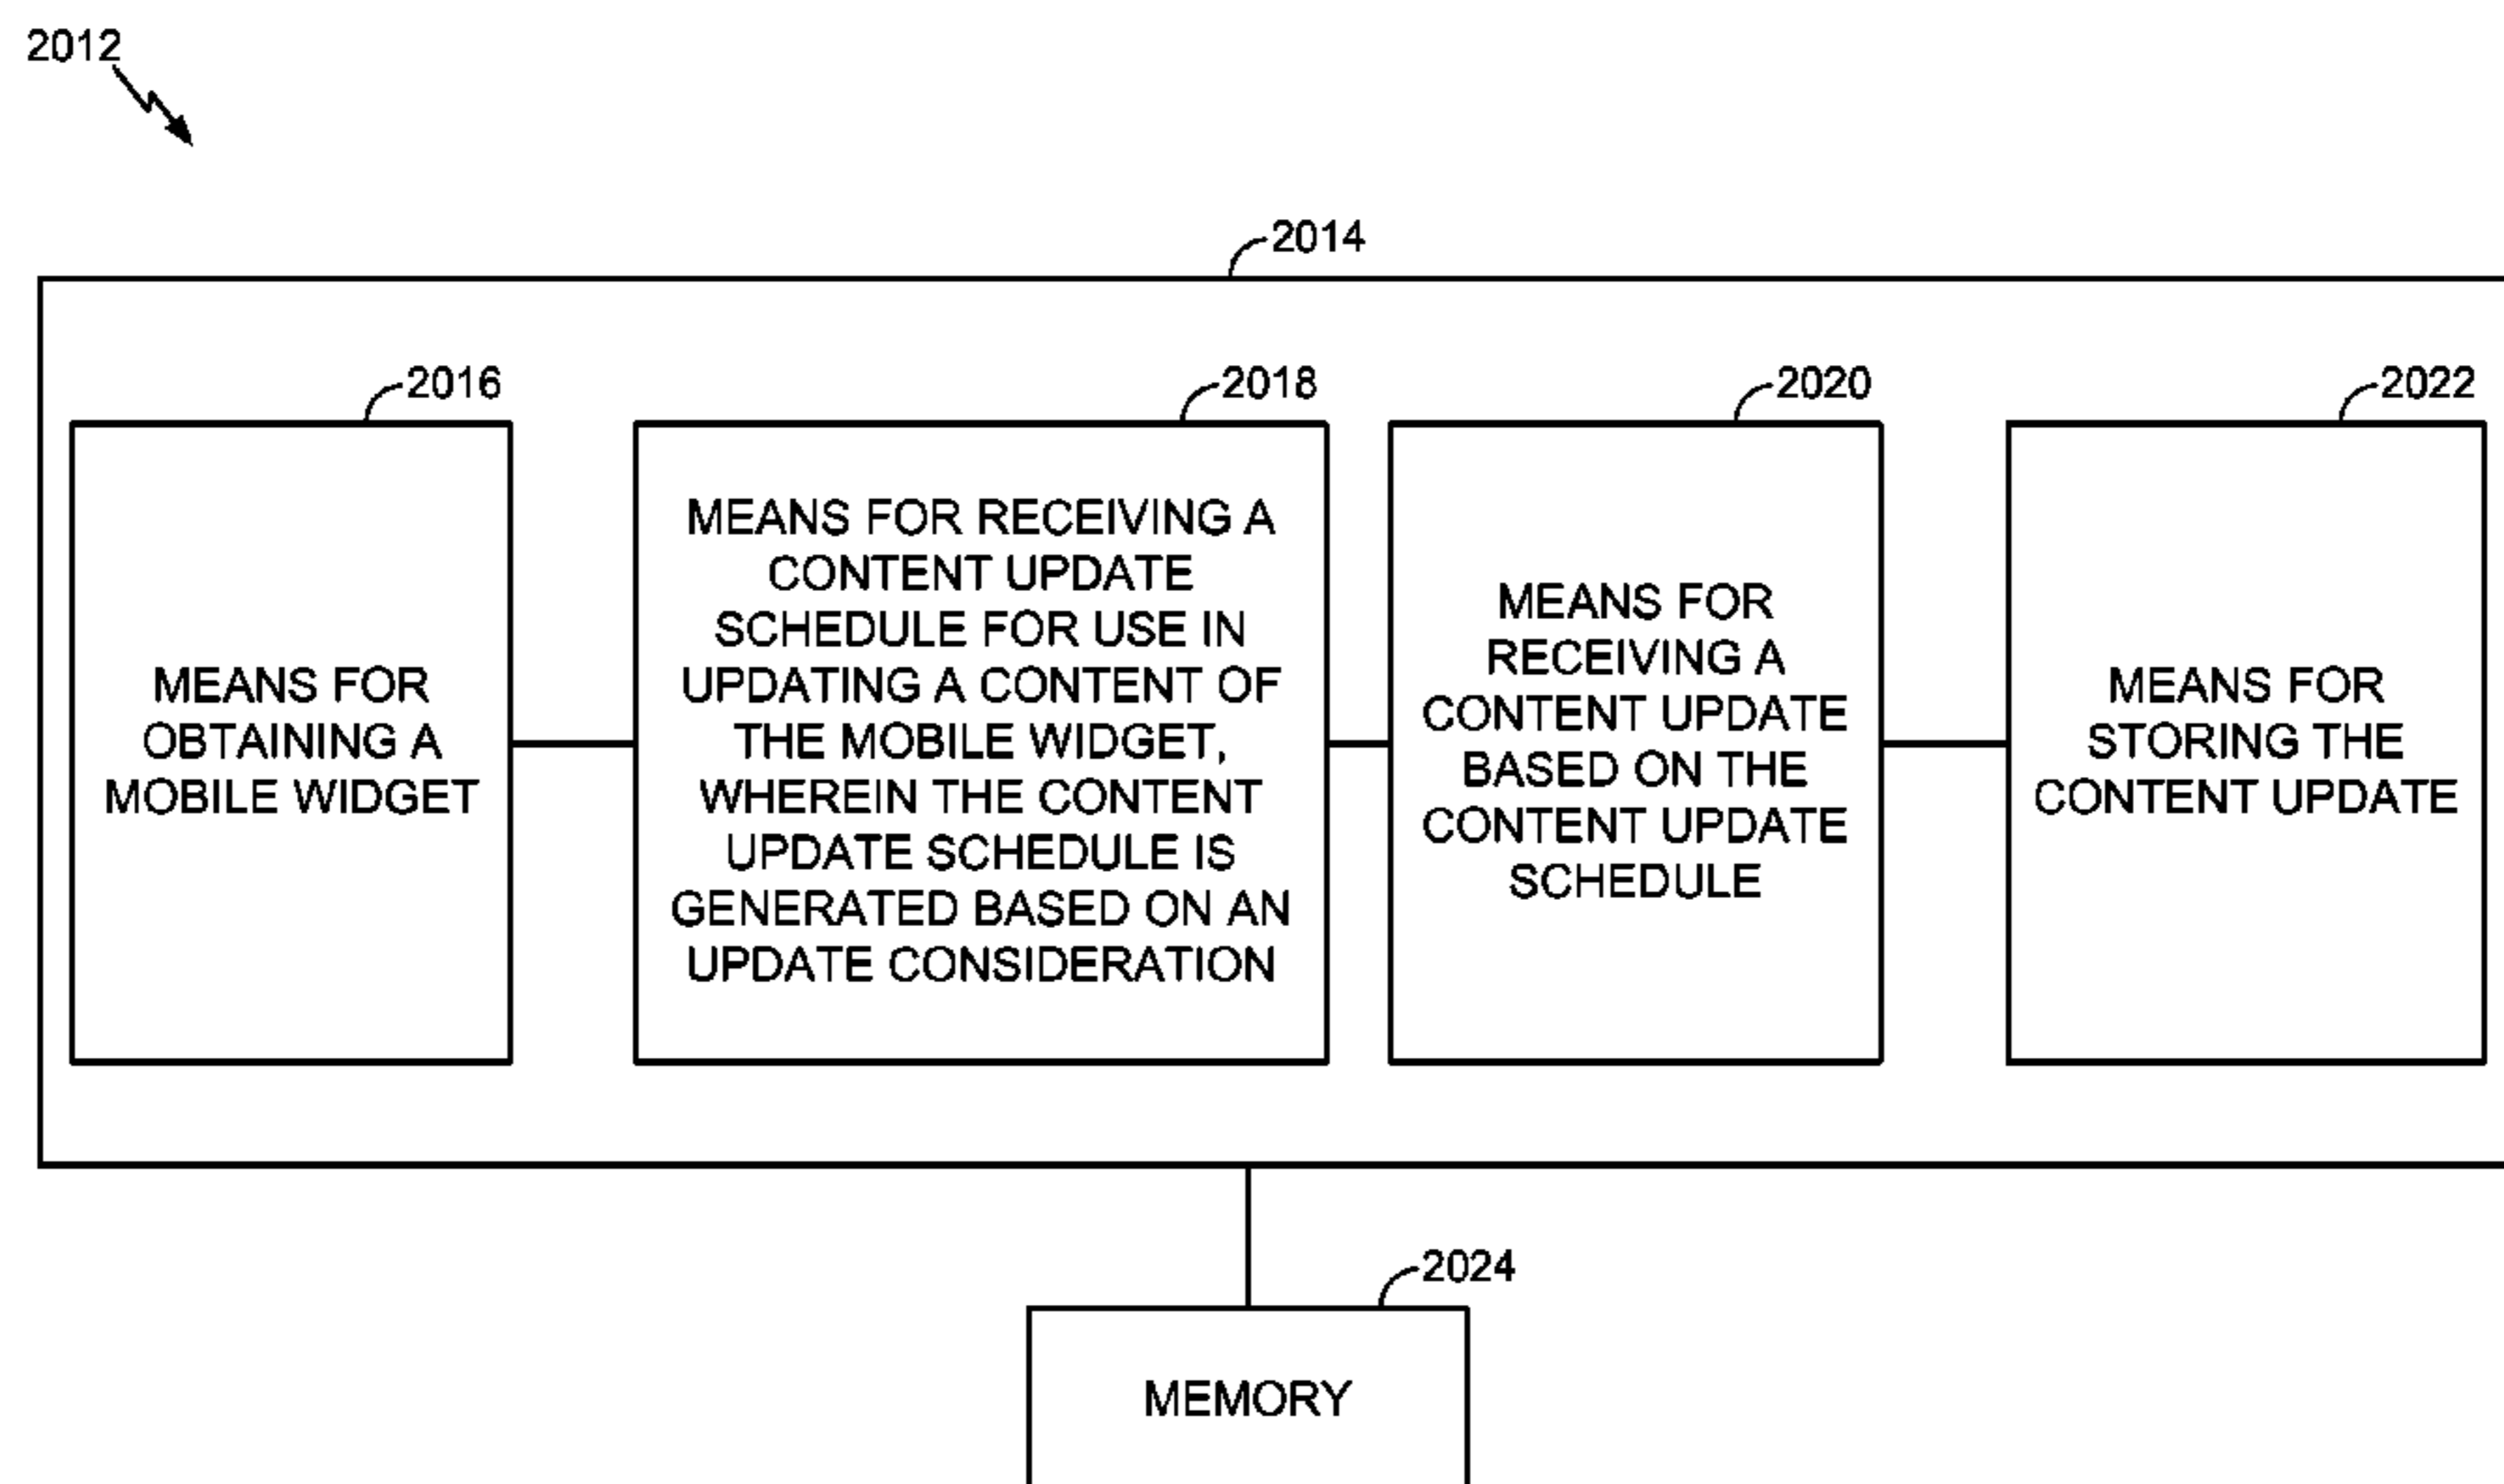 2012
2014
2016
2018
2020
2022
MEANS FOR
OBTAINING A
MOBILE WIDGET
MEANS FOR RECEIVING A
CONTENT UPDATE
SCHEDULE FOR USE IN
UPDATING A CONTENT OF
THE MOBILE WIDGET,
WHEREIN THE CONTENT
UPDATE SCHEDULE IS
GENERATED BASED ON AN
UPDATE CONSIDERATION
MEANS FOR
RECEIVING A
CONTENT UPDATE
BASED ON THE
CONTENT UPDATE
SCHEDULE
MEANS FOR
STORING THE
CONTENT UPDATE
2024
MEMORY